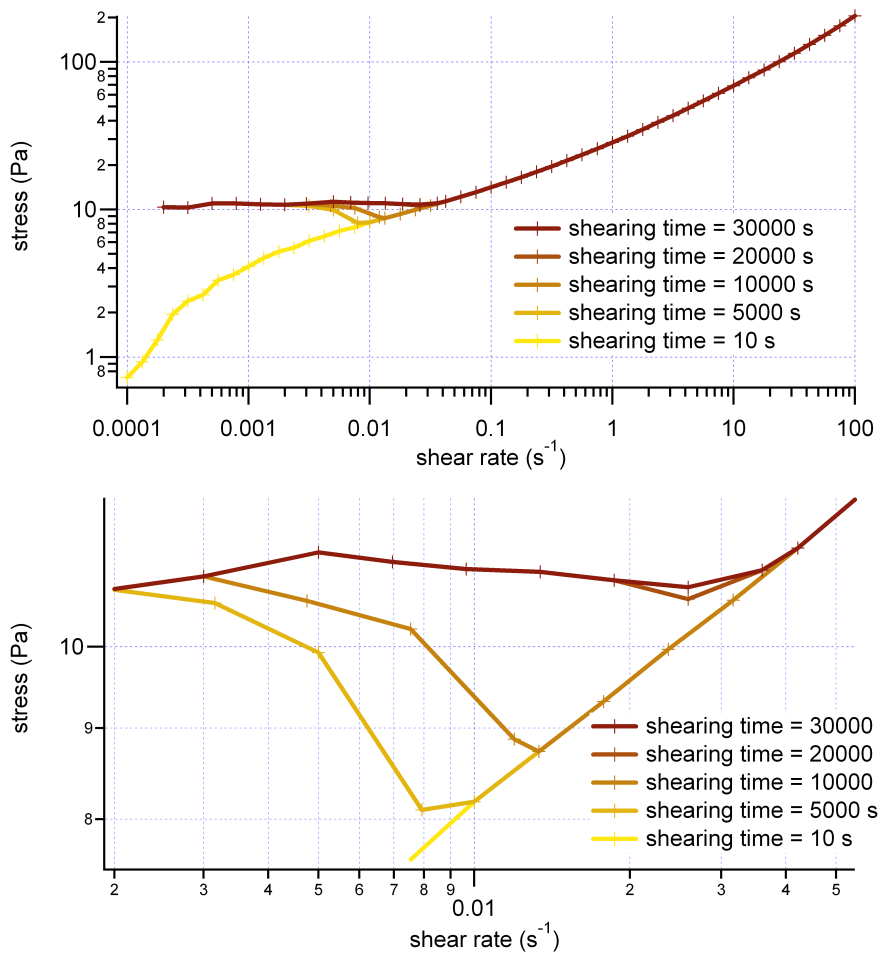 stress (Pa)
2
100
8
6
4
2
10
8
6
4
2
1
8
shearing time = 30000 s
shearing time = 20000 s
shearing time = 10000 s
shearing time = 5000 s
shearing time = 10 s
0.0001 0.001 0.01 0.1 1 10 100
shear rate (s⁻¹)
stress (Pa)
10
9
8
shearing time = 30000
shearing time = 20000
shearing time = 10000
shearing time = 5000 s
shearing time = 10 s
2 3 4 5 6 7 8 9 2 3 4 5
0.01
shear rate (s⁻¹)